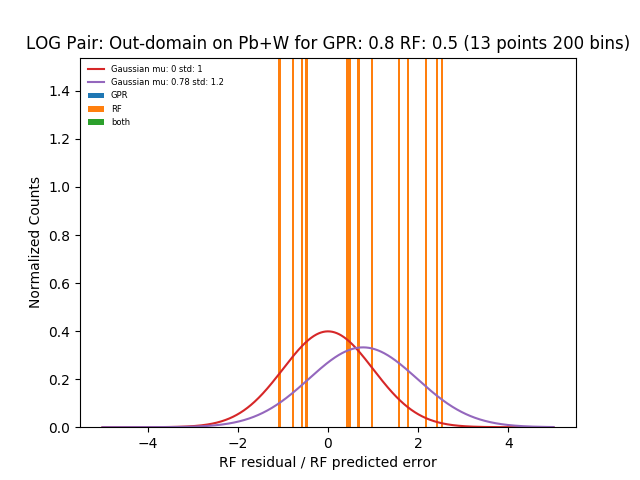 LOG Pair: Out-domain on Pb+W for GPR: 0.8 RF: 0.5 (13 points 200 bins)
Gaussian mu: 0 std: 1
Gaussian mu: 0.78 std: 1.2
GPR
RF
both
1.4
1.2
1.0
0.8
0.6
0.4
0.2
0.0
Normalized Counts
−4 −2 0 2 4
RF residual / RF predicted error